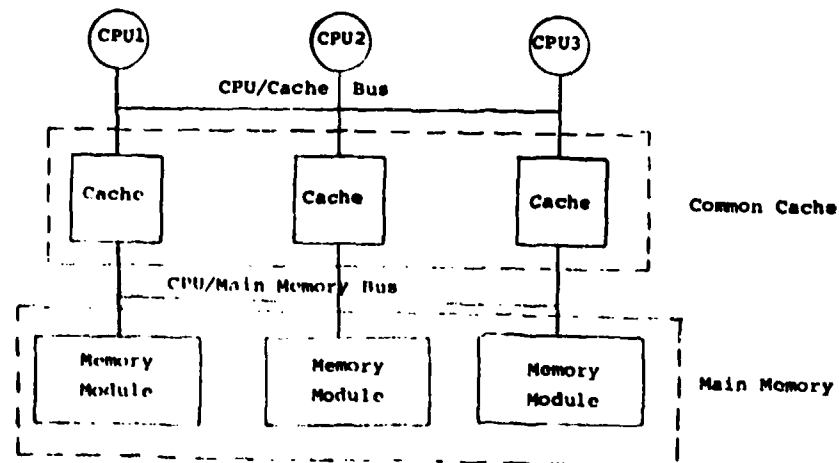 CPU1 CPU2 CPU3
CPU/Cache Bus
Cache Cache Cache
Common Cache
CPU/Main Memory Bus
Memory Module
Memory Module
Memory Module
Main Memory